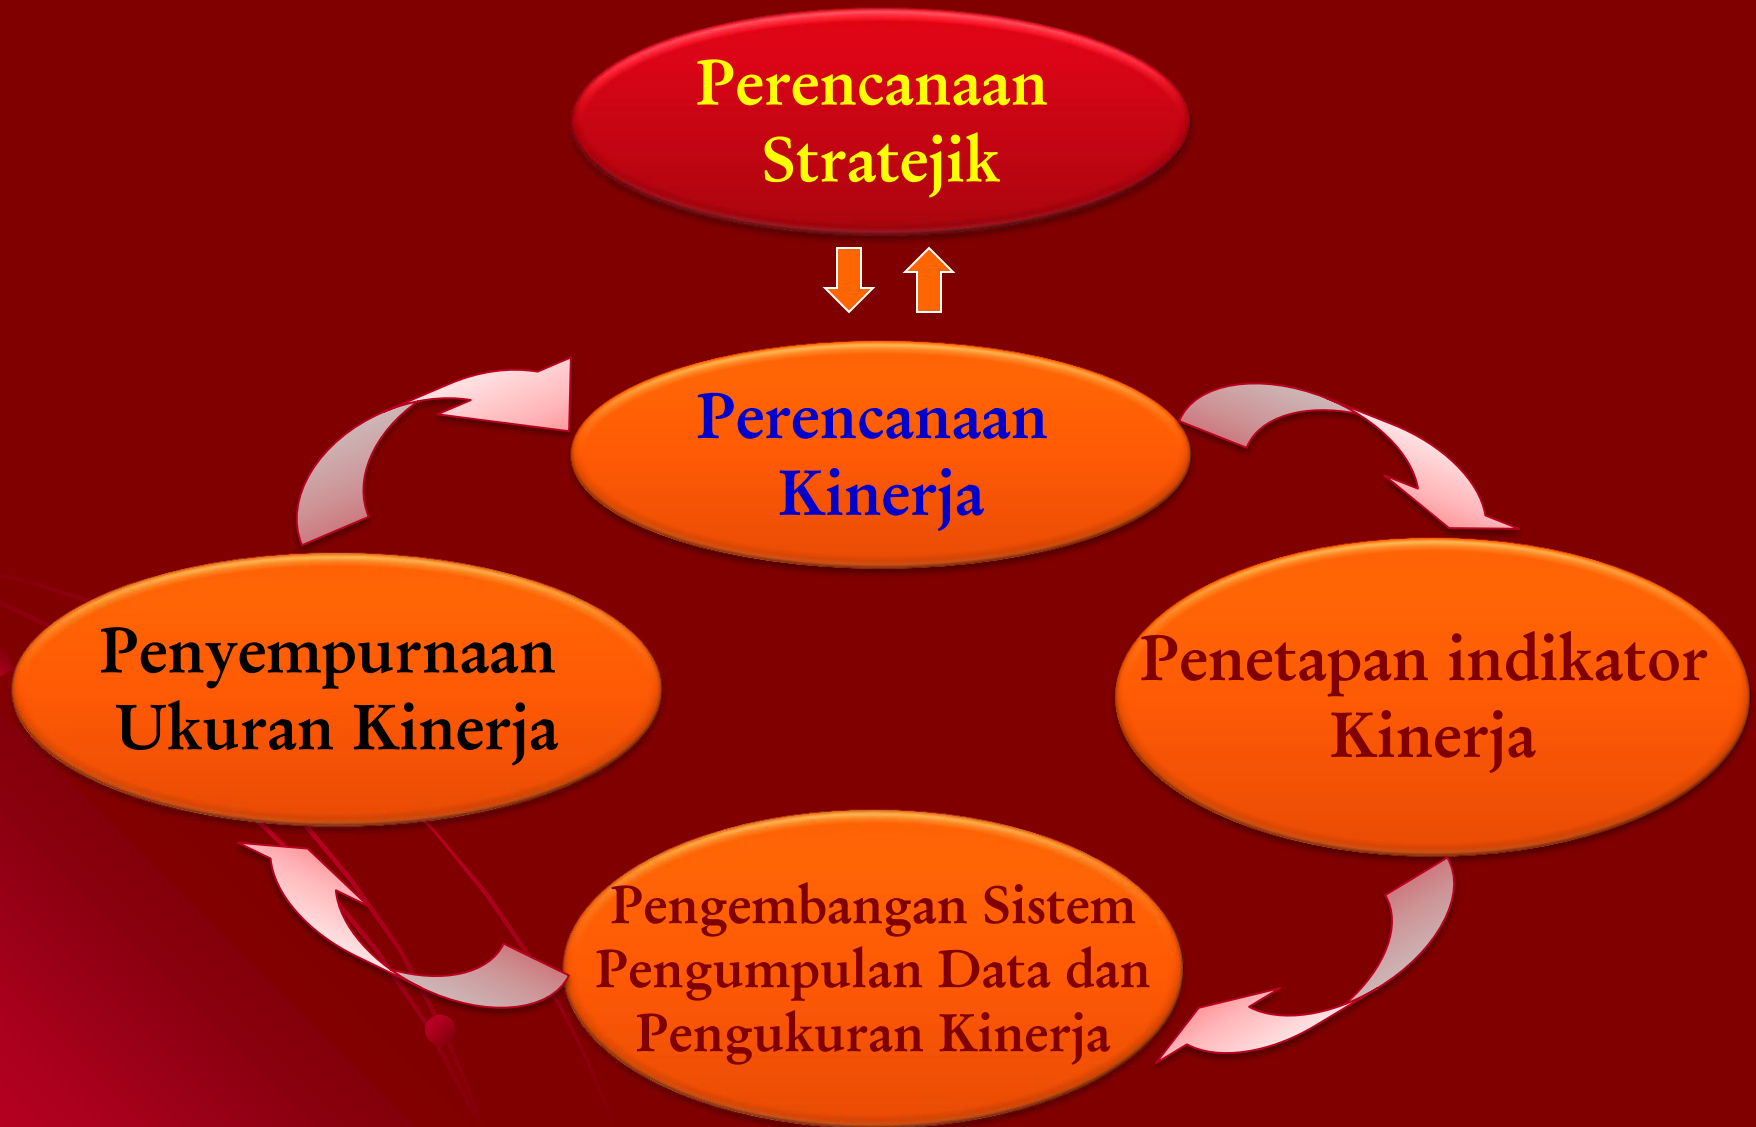 Perencanaan
Stratejik
Perencanaan
Kinerja
Penyempurnaan
Ukuran Kinerja
Penetapan indikator
Kinerja
Pengembangan Sistem
Pengumpulan Data dan
Pengukuran Kinerja